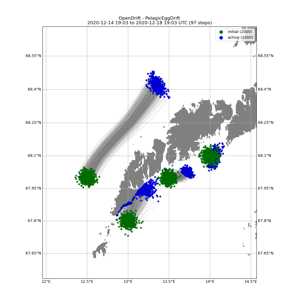 OpenDrift - PelagicEggDrift
2020-12-14 19:03 to 2020-12-18 19:03 UTC (97 steps)
initial (2000)
active (2000)
68.55°N 68.55°N
68.4°N 68.4°N
68.25°N 68.25°N
68.1°N 68.1°N
67.95°N 67.95°N
67.8°N 67.8°N
67.65°N 67.65°N
12°E 12.5°E 13°E 13.5°E 14°E 14.5°E